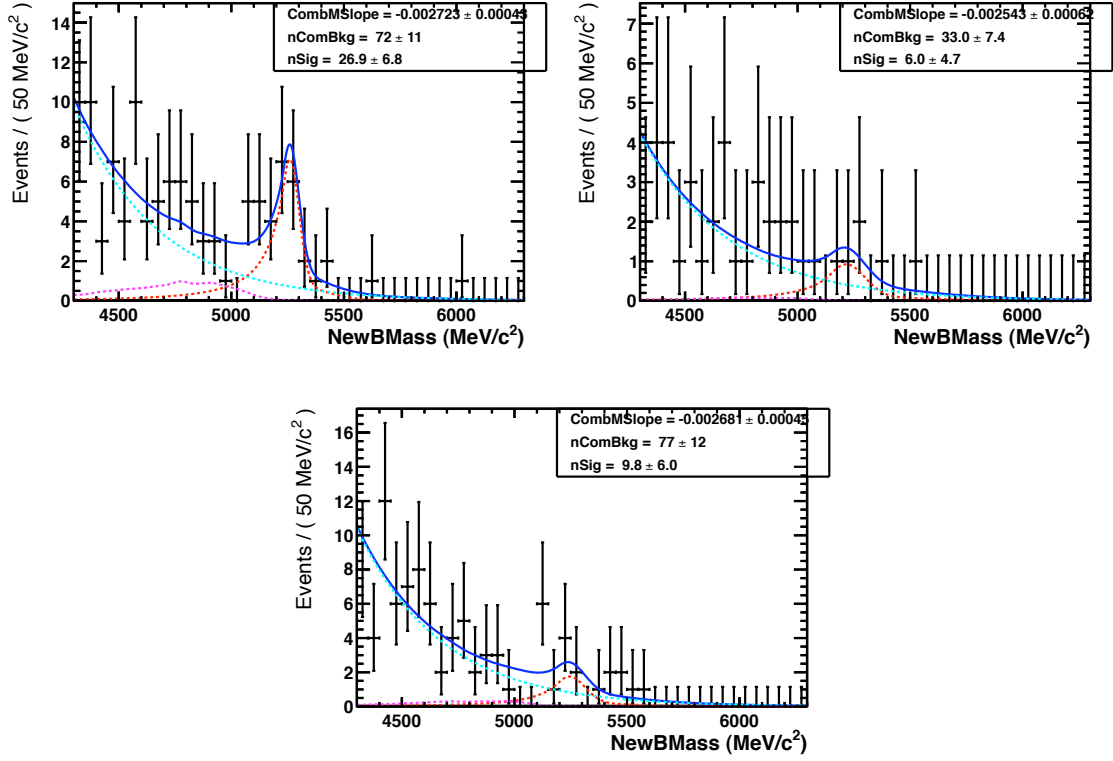 CombMSlope = -0.002723 ± 0.00043
nComBkg = 72 ± 11
nSig = 26.9 ± 6.8
Events / ( 50 MeV/c² )
14
12
10
8
6
4
2
0
4500 5000 5500 6000
NewBMass (MeV/c²)
CombMSlope = -0.002543 ± 0.00062
nComBkg = 33.0 ± 7.4
nSig = 6.0 ± 4.7
Events / ( 50 MeV/c² )
7
6
5
4
3
2
1
0
4500 5000 5500 6000
NewBMass (MeV/c²)
CombMSlope = -0.002681 ± 0.00045
nComBkg = 77 ± 12
nSig = 9.8 ± 6.0
Events / ( 50 MeV/c² )
16
14
12
10
8
6
4
2
0
4500 5000 5500 6000
NewBMass (MeV/c²)